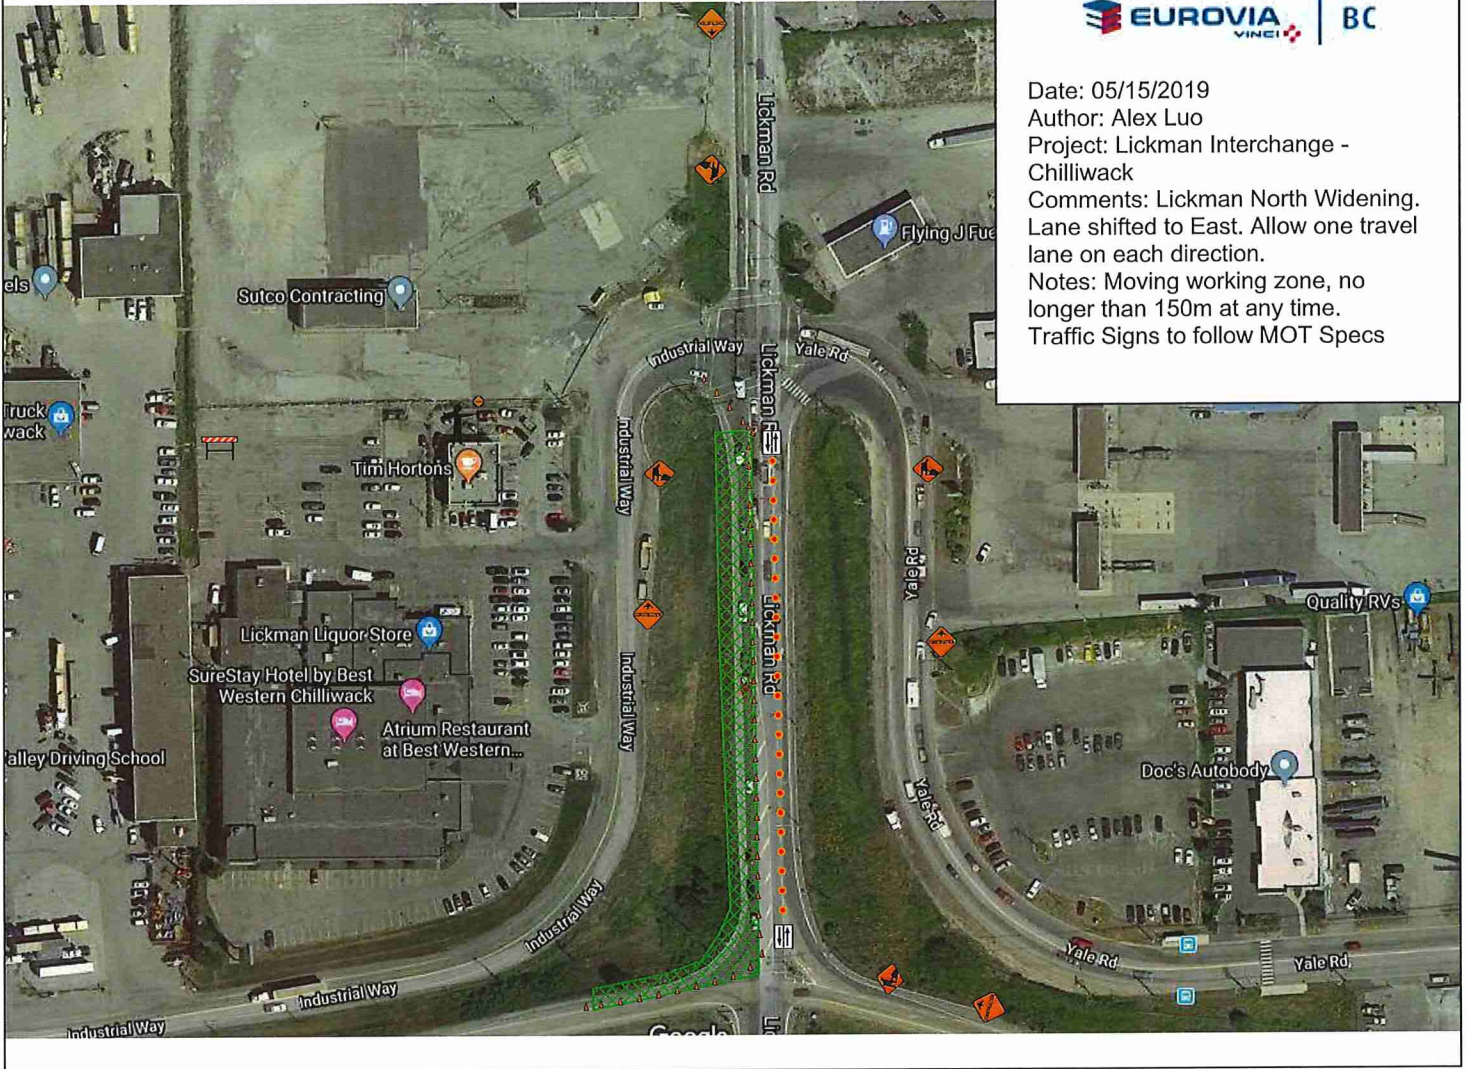 EUROVIA
VINCI
BC
Date: 05/15/2019
Author: Alex Luo
Project: Lickman Interchange -
Chilliwack
Comments: Lickman North Widening.
Lane shifted to East. Allow one travel
lane on each direction.
Notes: Moving working zone, no
longer than 150m at any time.
Traffic Signs to follow MOT Specs
Lickman Rd
Flying J Fue
els
Sutco Contracting
Industrial Way
Lickman R
Yale Rd
Truck
wack
Tim Hortons
Industrial Way
Yale Rd
Lickman Rd
Quality RVs
Lickman Liquor Store
SureStay Hotel by Best
Western Chilliwack
Industrial Way
Atrium Restaurant
at Best Western...
alley Driving School
Doc's Autobody
Yale Rd
Industrial Way
Yale Rd
Yale Rd
Industrial Way
Industrial Way
Google
Lic